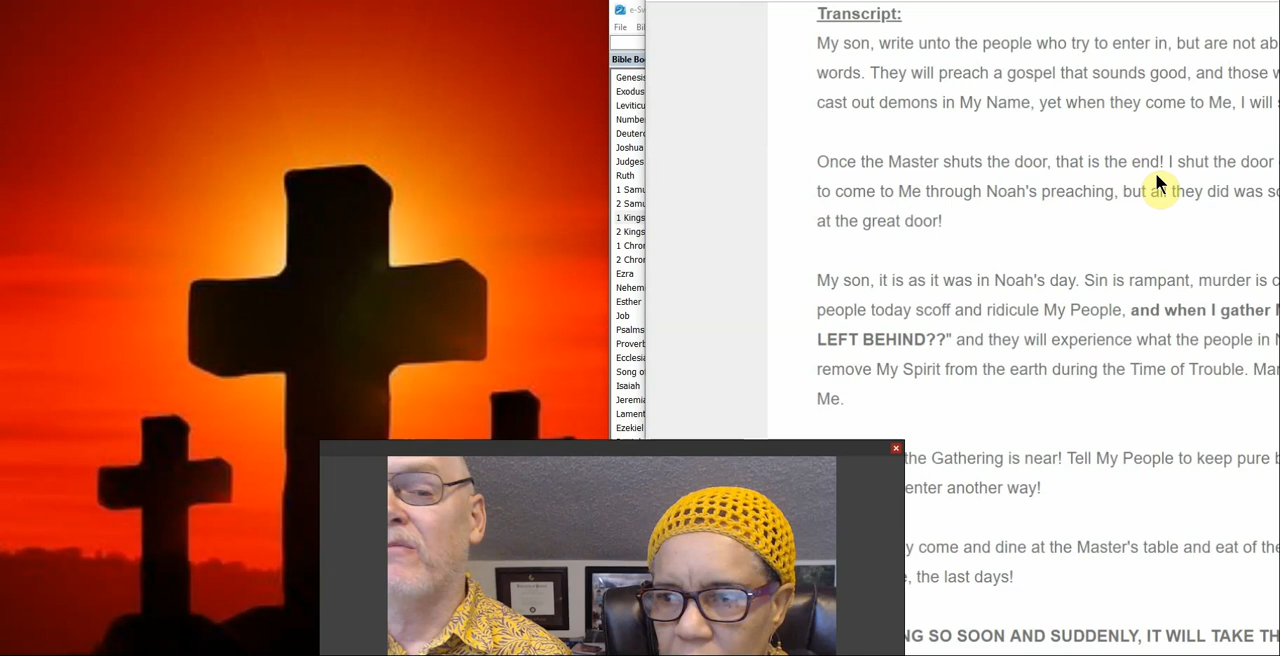 File
Bible Bo
Genesis
Exodus
Leviticu
Number
Deutero
Joshua
Judges
Ruth
1 Samu
2 Samu
1 Kings
2 Kings
1 Chron
2 Chron
Ezra
Nehem
Esther
Job
Psalms
Proverb
Ecclesia
Song o
Isaiah
Jeremia
Lament
Ezekiel
Transcript:
My son, write unto the people who try to enter in, but are not ab
words. They will preach a gospel that sounds good, and those w
cast out demons in My Name, yet when they come to Me, I will
Once the Master shuts the door, that is the end! I shut the door
to come to Me through Noah's preaching, but all they did was sc
at the great door!
My son, it is as it was in Noah's day. Sin is rampant, murder is c
people today scoff and ridicule My People, and when I gather
LEFT BEHIND??" and they will experience what the people in
remove My Spirit from the earth during the Time of Trouble. Mar
Me.
the Gathering is near! Tell My People to keep pure b
enter another way!
y come and dine at the Master's table and eat of the
, the last days!
NG SO SOON AND SUDDENLY, IT WILL TAKE TH